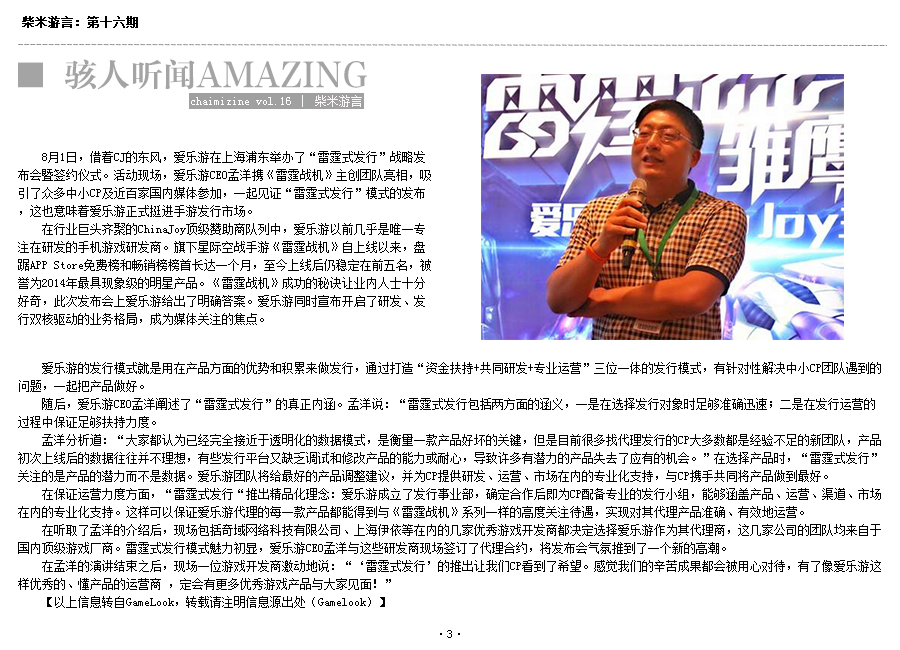 柴米游言：第十六期
骇人听闻AMAZING
chaimizine vol.16 | 柴米游言
8月1日，借着CJ的东风，爱乐游在上海浦东举办了“雷霆式发行”战略发
布会暨签约仪式。活动现场，爱乐游CEO孟洋携《雷霆战机》主创团队亮相，吸
引了众多中小CP及近百家国内媒体参加，一起见证“雷霆式发行”模式的发布
，这也意味着爱乐游正式挺进手游发行市场。
在行业巨头齐聚的ChinaJoy顶级赞助商队列中，爱乐游以前几乎是唯一专
注在研发的手机游戏研发商。旗下星际空战手游《雷霆战机》自上线以来，盘
踞APP Store免费榜和畅销榜榜首长达一个月，至今上线后仍稳定在前五名，被
誉为2014年最具现象级的明星产品。《雷霆战机》成功的秘诀让业内人士十分
好奇，此次发布会上爱乐游给出了明确答案。爱乐游同时宣布开启了研发、发
行双核驱动的业务格局，成为媒体关注的焦点。
雏鹰
爱乐
Joy
爱乐游的发行模式就是用在产品方面的优势和积累来做发行，通过打造“资金扶持+共同研发+专业运营”三位一体的发行模式，有针对性解决中小CP团队遇到的
问题，一起把产品做好。
随后，爱乐游CEO孟洋阐述了“雷霆式发行”的真正内涵。孟洋说：“雷霆式发行包括两方面的涵义，一是在选择发行对象时足够准确迅速；二是在发行运营的
过程中保证足够扶持力度。
孟洋分析道：“大家都认为已经完全接近于透明化的数据模式，是衡量一款产品好坏的关键，但是目前很多找代理发行的CP大多数都是经验不足的新团队，产品
初次上线后的数据往往并不理想，有些发行平台又缺乏调试和修改产品的能力或耐心，导致许多有潜力的产品失去了应有的机会。”在选择产品时，“雷霆式发行”
关注的是产品的潜力而不是数据。爱乐游团队将给最好的产品调整建议，并为CP提供研发、运营、市场在内的专业化支持，与CP携手共同将产品做到最好。
在保证运营力度方面，“雷霆式发行“推出精品化理念：爱乐游成立了发行事业部，确定合作后即为CP配备专业的发行小组，能够涵盖产品、运营、渠道、市场
在内的专业化支持。这样可以保证爱乐游代理的每一款产品都能得到与《雷霆战机》系列一样的高度关注待遇，实现对其代理产品准确、有效地运营。
在听取了孟洋的介绍后，现场包括奇域网络科技有限公司、上海伊依等在内的几家优秀游戏开发商都决定选择爱乐游作为其代理商，这几家公司的团队均来自于
国内顶级游戏厂商。雷霆式发行模式魅力初显，爱乐游CEO孟洋与这些研发商现场签订了代理合约，将发布会气氛推到了一个新的高潮。
在孟洋的演讲结束之后，现场一位游戏开发商激动地说：“‘雷霆式发行’的推出让我们CP看到了希望。感觉我们的辛苦成果都会被用心对待，有了像爱乐游这
样优秀的、懂产品的运营商 ，定会有更多优秀游戏产品与大家见面！”
【以上信息转自GameLook，转载请注明信息源出处（Gamelook）】
·3·